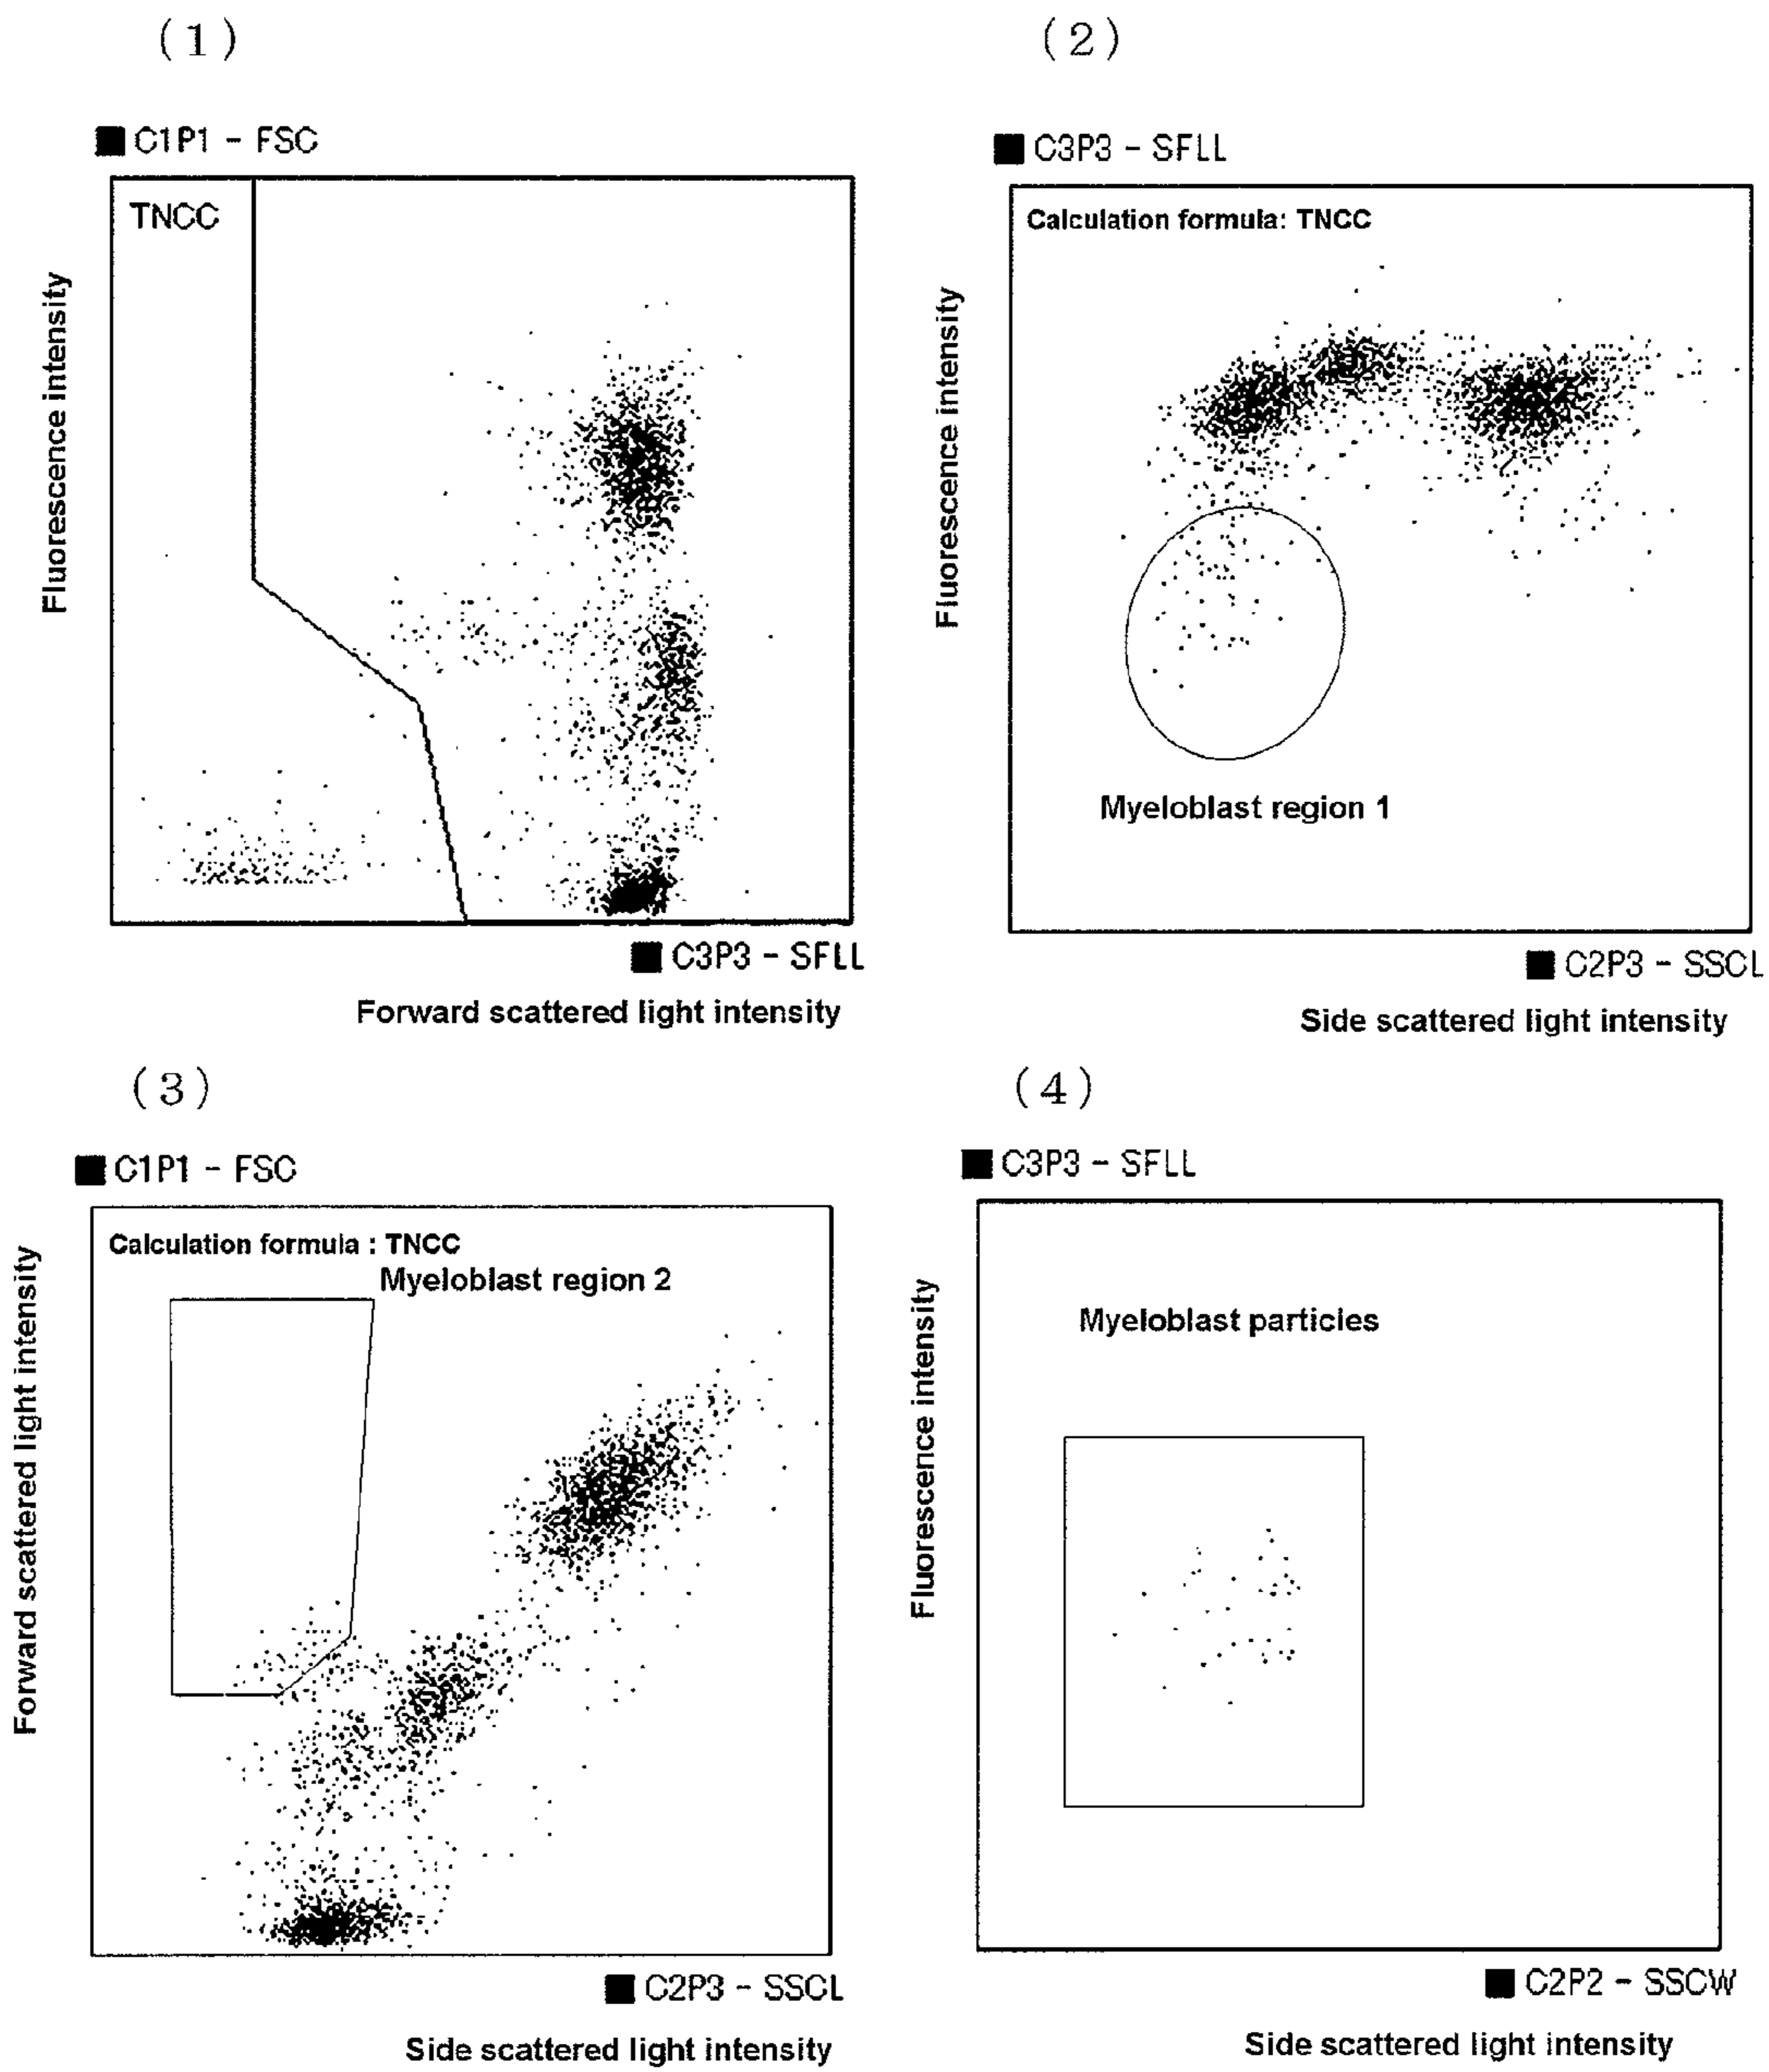 (1)
■ C1P1 - FSC
TNCC
Fluorescence intensity
■ C3P3 - SFLL
Forward scattered light intensity
(2)
■ C3P3 - SFLL
Calculation formula: TNCC
Fluorescence intensity
Myeloblast region 1
■ C2P3 - SSCL
Side scattered light intensity
(3)
■ C1P1 - FSC
Calculation formula : TNCC
Myeloblast region 2
Forward scattered light intensity
■ C2P3 - SSCL
Side scattered light intensity
(4)
■ C3P3 - SFLL
Myeloblast particies
Fluorescence intensity
■ C2P2 - SSCW
Side scattered light intensity